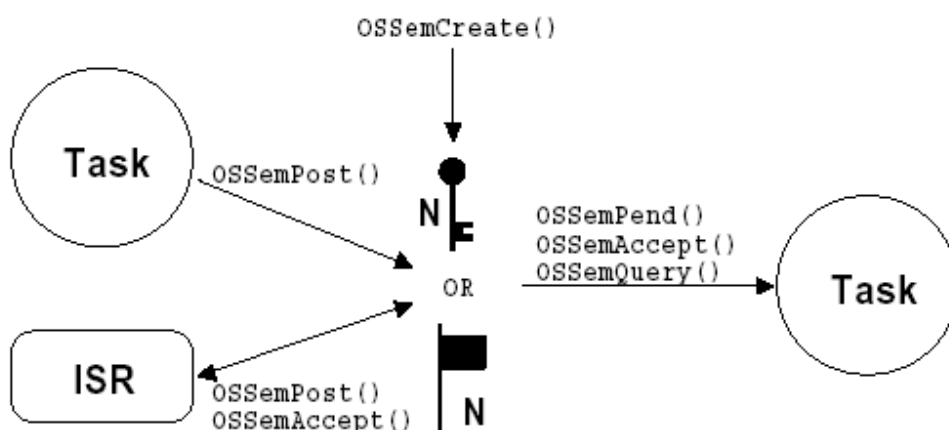 OSSemCreate()
Task
OSSemPost()
N
OSSemPend()
OSSemAccept()
OSSemQuery()
OR
Task
ISR
OSSemPost()
OSSemAccept()
N